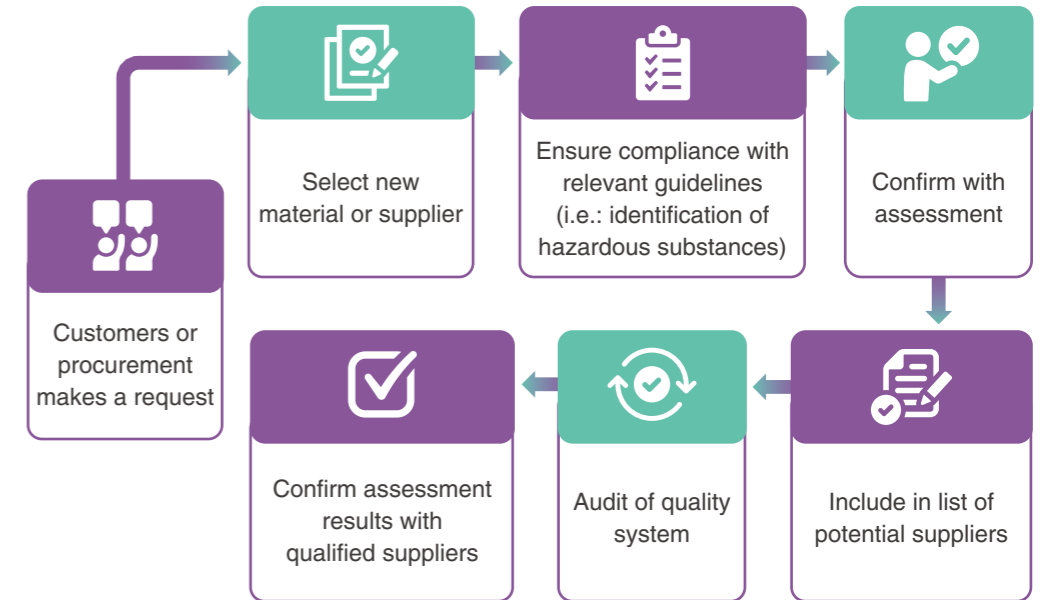 Customers or
procurement
makes a request
Select new
material or supplier
Ensure compliance with
relevant guidelines
(i.e.: identification of
hazardous substances)
Confirm with
assessment
Include in list of
potential suppliers
Audit of quality
system
Confirm assessment
results with
qualified suppliers